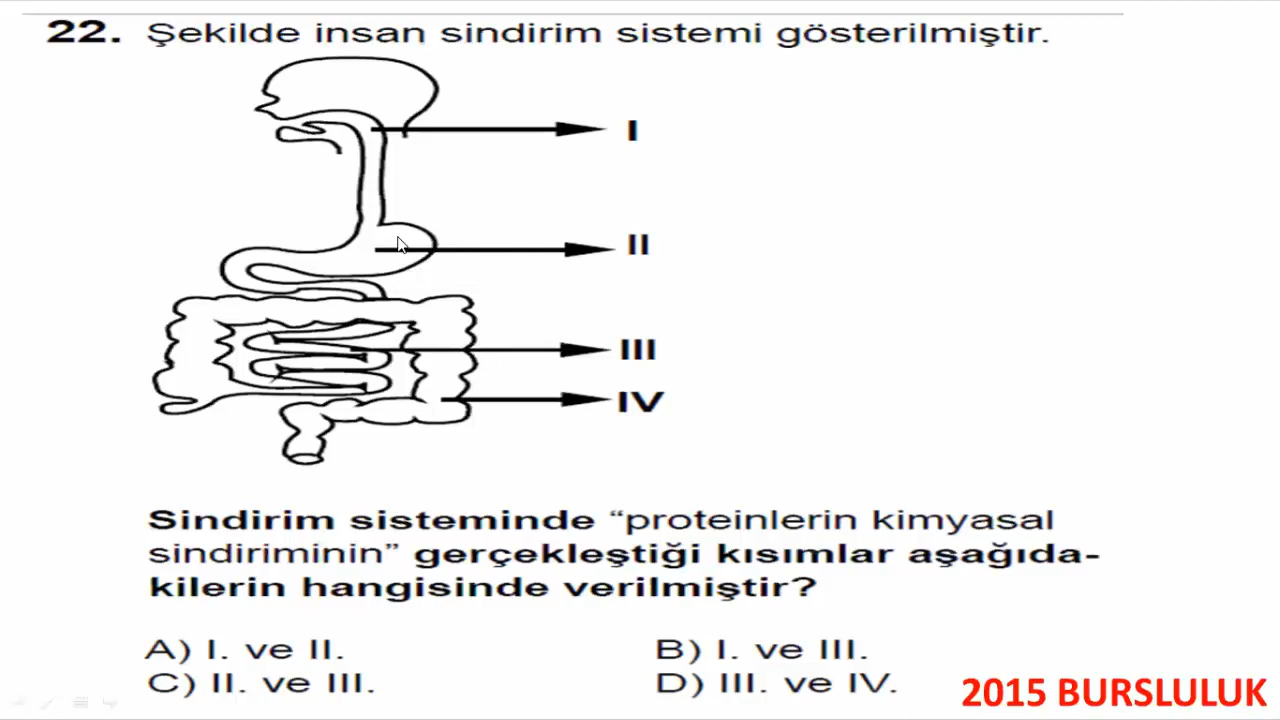 22. Şekilde insan sindirim sistemi gösterilmiştir.
I
II
III
IV
Sindirim sisteminde “proteinlerin kimyasal
sindiriminin” gerçekleştiği kısımlar aşağıda-
kilerin hangisinde verilmiştir?
A) I. ve II. B) I. ve III.
C) II. ve III. D) III. ve IV.
2015 BURSLULUK